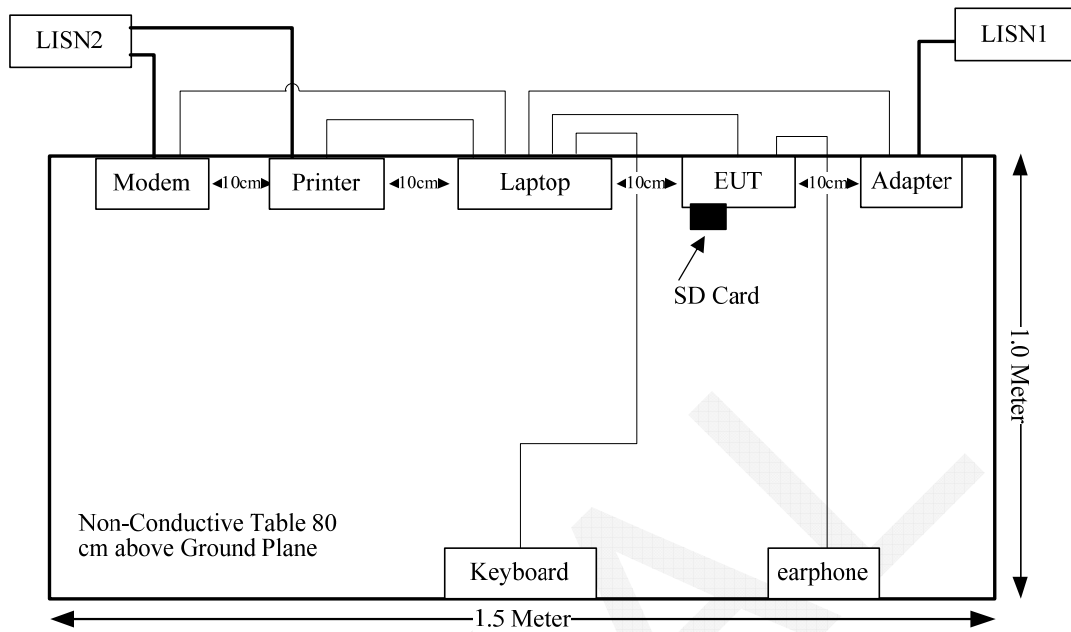 LISN2
LISN1
Modem
10cm
Printer
10cm
Laptop
10cm
EUT
10cm
Adapter
SD Card
1.0 Meter
Non-Conductive Table 80
cm above Ground Plane
Keyboard
earphone
1.5 Meter